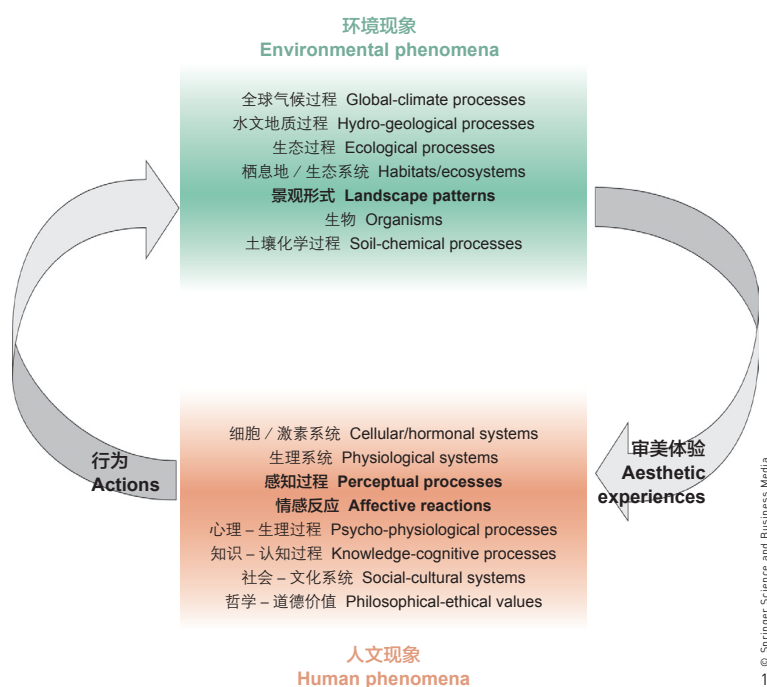 环境现象
Environmental phenomena
全球气候过程 Global-climate processes
水文地质过程 Hydro-geological processes
生态过程 Ecological processes
栖息地 / 生态系统 Habitats/ecosystems
景观形式 Landscape patterns
生物 Organisms
土壤化学过程 Soil-chemical processes
细胞 / 激素系统 Cellular/hormonal systems
生理系统 Physiological systems
感知过程 Perceptual processes
情感反应 Affective reactions
心理 – 生理过程 Psycho-physiological processes
知识 – 认知过程 Knowledge-cognitive processes
社会 – 文化系统 Social-cultural systems
哲学 – 道德价值 Philosophical-ethical values
行为
Actions
审美体验
Aesthetic
experiences
人文现象
Human phenomena
© Springer Science and Business Media
1